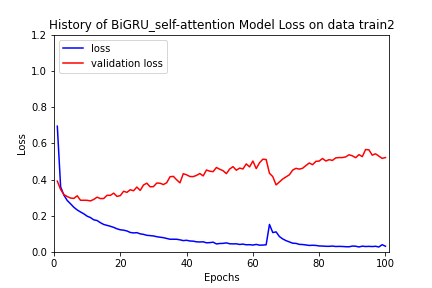 History of BiGRU_self-attention Model Loss on data train2
loss
validation loss
Loss
1.2
1.0
0.8
0.6
0.4
0.2
0.0
0 20 40 60 80 100
Epochs